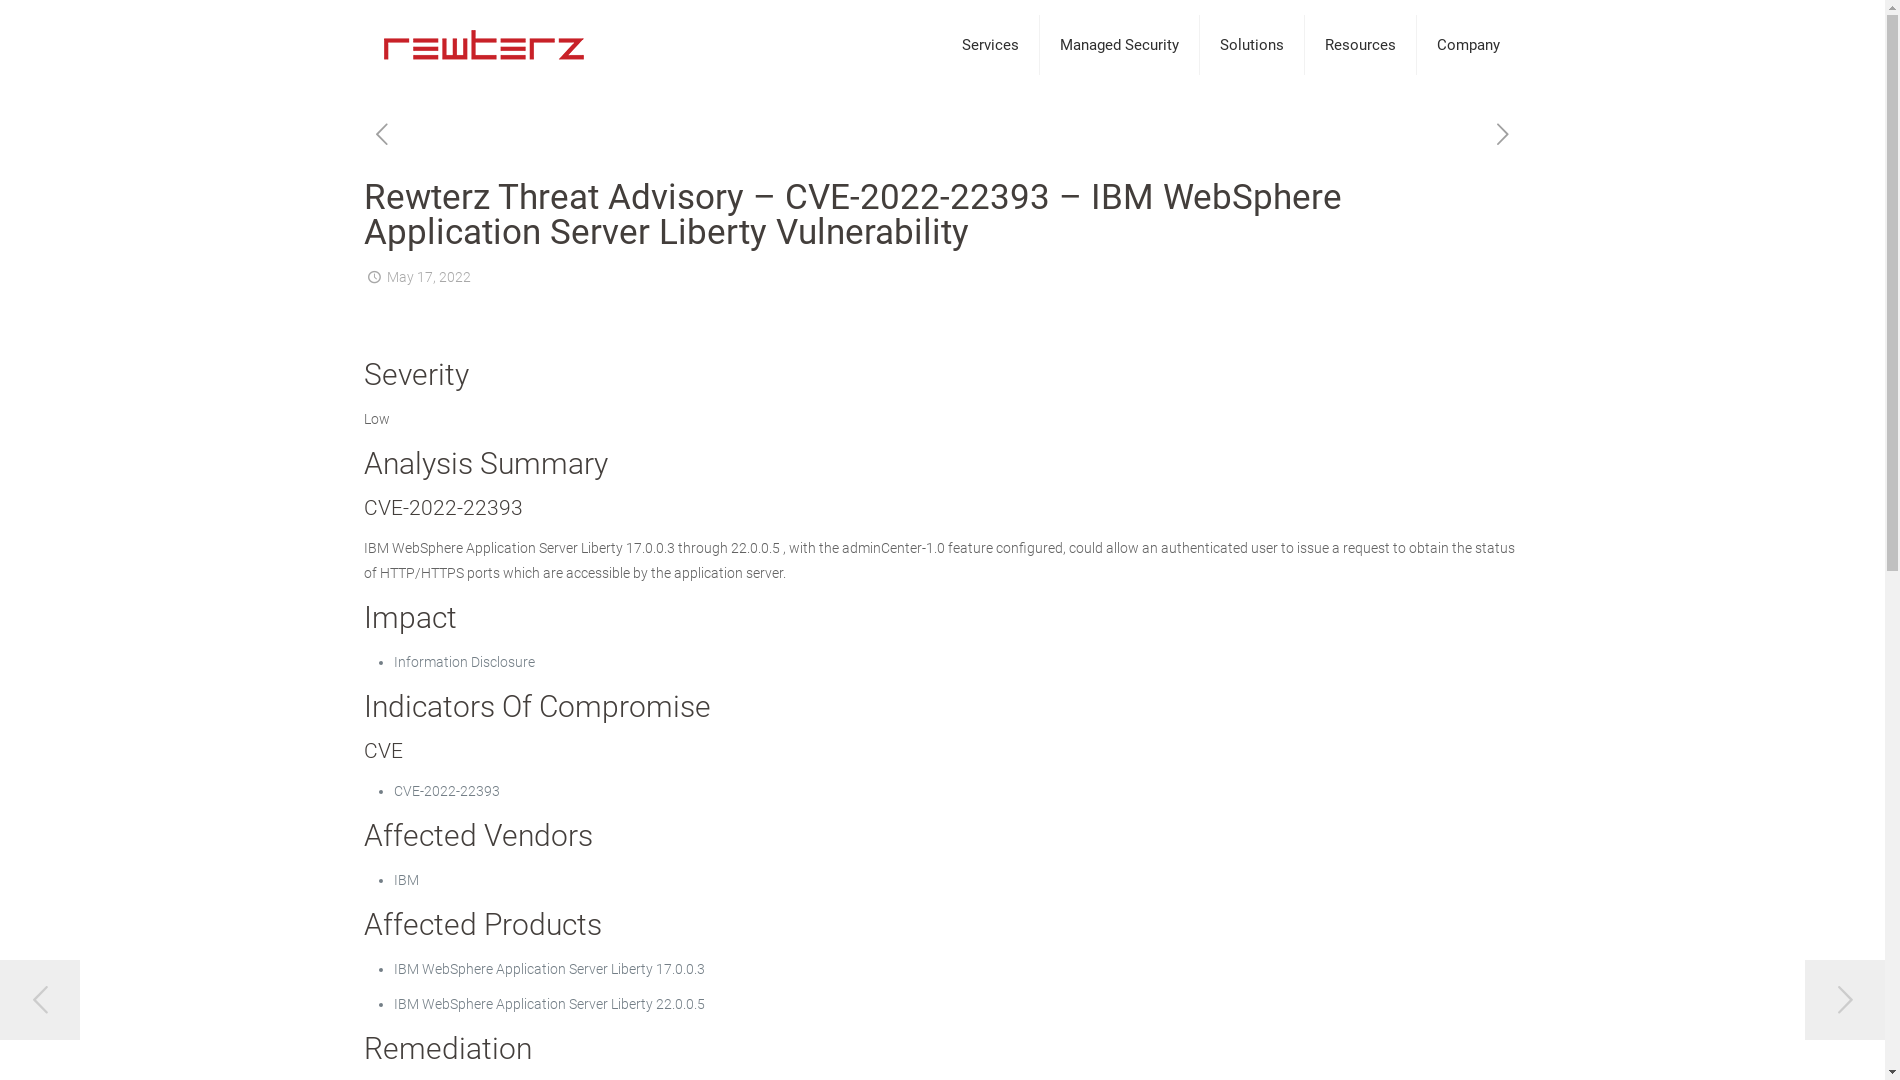 rewterz
Services
Managed Security
Solutions
Resources
Company
Rewterz Threat Advisory – CVE-2022-22393 – IBM WebSphere
Application Server Liberty Vulnerability
May 17, 2022
Severity
Low
Analysis Summary
CVE-2022-22393
IBM WebSphere Application Server Liberty 17.0.0.3 through 22.0.0.5 , with the adminCenter-1.0 feature configured, could allow an authenticated user to issue a request to obtain the status
of HTTP/HTTPS ports which are accessible by the application server.
Impact
Information Disclosure
Indicators Of Compromise
CVE
CVE-2022-22393
Affected Vendors
IBM
Affected Products
IBM WebSphere Application Server Liberty 17.0.0.3
IBM WebSphere Application Server Liberty 22.0.0.5
Remediation